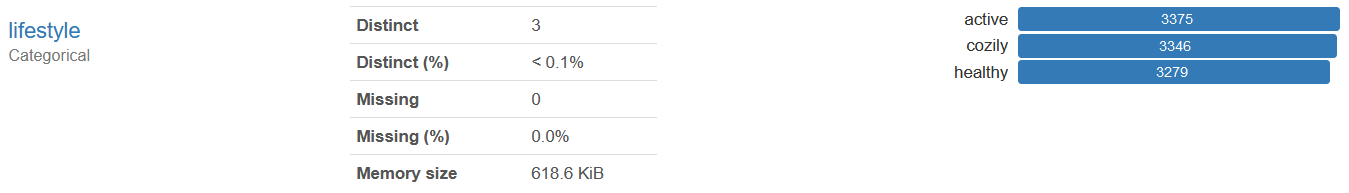 lifestyle
Categorical
Distinct 3
Distinct (%) < 0.1%
Missing 0
Missing (%) 0.0%
Memory size 618.6 KiB
active 3375
cozily 3346
healthy 3279